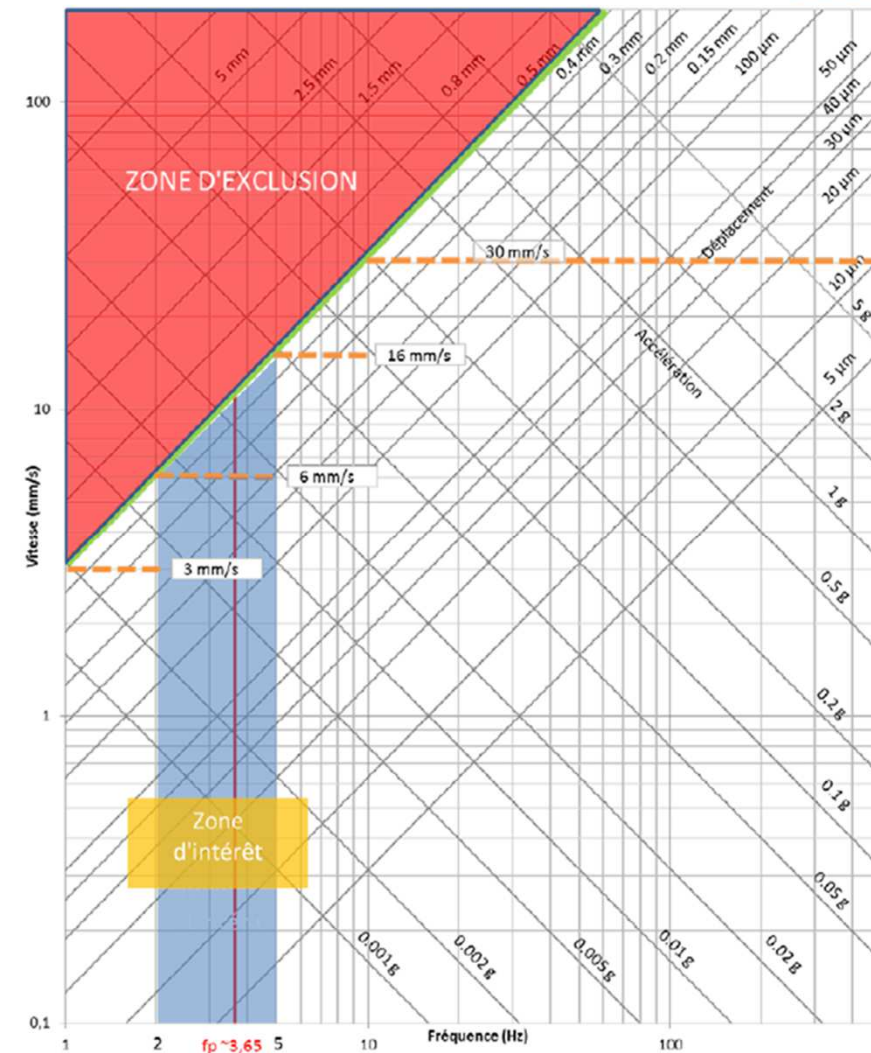 5 mm
2.5 mm
1.5 mm
0.8 mm
0.5 mm
0.4 mm
0.3 mm
0.2 mm
0.15 mm
100 µm
50 µm
40 µm
30 µm
20 µm
10 µm
5 µm
100
ZONE D'EXCLUSION
Déplacement
30 mm/s
5 g
Accélération
16 mm/s
2 g
10
Vitesse (mm/s)
6 mm/s
1 g
3 mm/s
0.5 g
0.2 g
1
0.1 g
Zone
d'intérêt
0.05 g
0.001 g
0.002 g
0.005 g
0.01 g
0.02 g
0,1
1
2
fp ~3,65
5
10
Fréquence (Hz)
100